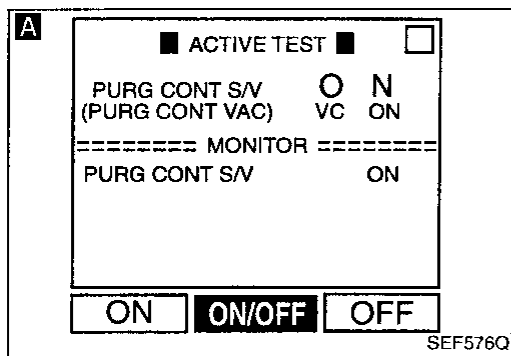 A
ACTIVE TEST
PURG CONT S/V O N
(PURG CONT VAC) VC ON
======== MONITOR ========
PURG CONT S/V ON
ON ON/OFF OFF
SEF576Q